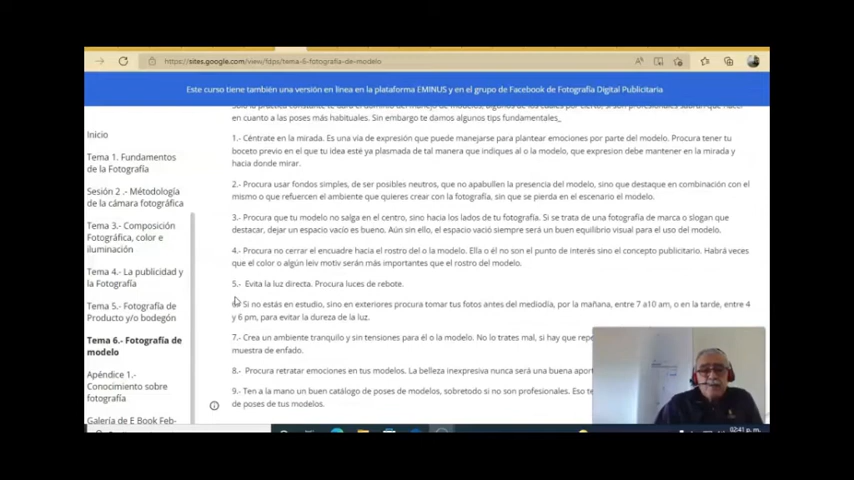 https://sites.google.com/view/fdps/tema-6-fotografía-de-modelo
Este curso tiene también una versión en línea en la plataforma EMINUS y en el grupo de Facebook de Fotografía Digital Publicitaria
Inicio
Tema 1. Fundamentos
de la Fotografía
Sesión 2 .- Métodología
de la cámara fotográfica
Tema 3.- Composición
Fotográfica, color e
iluminación
Tema 4.- La publicidad y
la Fotografía
Tema 5.- Fotografía de
Producto y/o bodegón
Tema 6.- Fotografía de
modelo
Apéndice 1.-
Conocimiento sobre
fotografía
Galería de E Book Feb-
en cuanto a las poses más habituales. Sin embargo te damos algunos tips fundamentales_
1.- Céntrate en la mirada. Es una vía de expresión que puede manejarse para plantear emociones por parte del modelo. Procura tener tu
boceto previo en el que tu idea esté ya plasmada de tal manera que indiques al o la modelo, que expresion debe mantener en la mirada y
hacia donde mirar.
2.- Procura usar fondos simples, de ser posibles neutros, que no apabullen la presencia del modelo, sino que destaque en combinación con el
mismo o que refuercen el ambiente que quieres crear con la fotografía, sin que se pierda en el escenario el modelo.
3.- Procura que tu modelo no salga en el centro, sino hacia los lados de tu fotografía. Si se trata de una fotografía de marca o slogan que
destacar, dejar un espacio vacío es bueno. Aún sin ello, el espacio vació siempre será un buen equilibrio visual para el uso del modelo.
4.- Procura no cerrar el encuadre hacia el rostro del o la modelo. Ella o él no son el punto de interés sino el concepto publicitario. Habrá veces
que el color o algún leiv motiv serán más importantes que el rostro del modelo.
5.- Evita la luz directa. Procura luces de rebote.
Si no estás en estudio, sino en exteriores procura tomar tus fotos antes del mediodía, por la mañana, entre 7 a10 am, o en la tarde, entre 4
y 6 pm, para evitar la dureza de la luz.
7.- Crea un ambiente tranquilo y sin tensiones para él o la modelo. No lo trates mal, si hay que
muestra de enfado.
8.- Procura retratar emociones en tus modelos. La belleza inexpresiva nunca será una buena
9.- Ten a la mano un buen catálogo de poses de modelos, sobretodo si no son profesionales. Eso
de poses de tus modelos.
02:41 p. m.